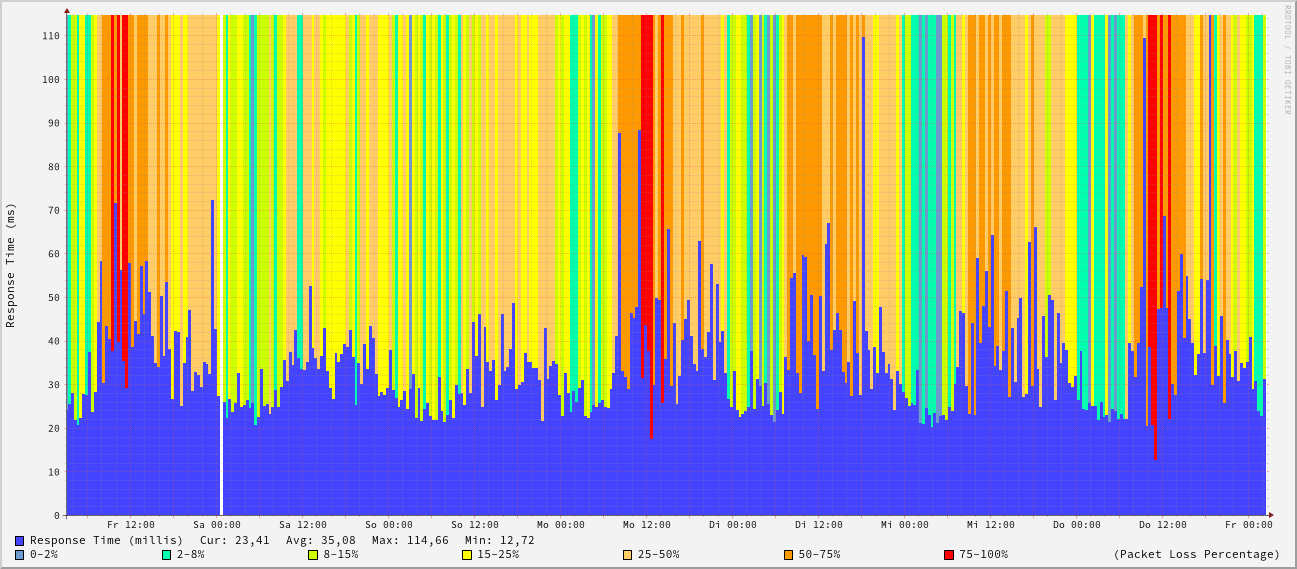 RRDTOOL / TOBI OETIKER
Response Time (ms)
110
100
90
80
70
60
50
40
30
20
10
0
Fr 12:00 Sa 00:00 Sa 12:00 So 00:00 So 12:00 Mo 00:00 Mo 12:00 Di 00:00 Di 12:00 Mi 00:00 Mi 12:00 Do 00:00 Do 12:00 Fr 00:00
Response Time (millis) Cur: 23,41 Avg: 35,08 Max: 114,66 Min: 12,72
0-2% 2-8% 8-15% 15-25% 25-50% 50-75% 75-100% (Packet Loss Percentage)